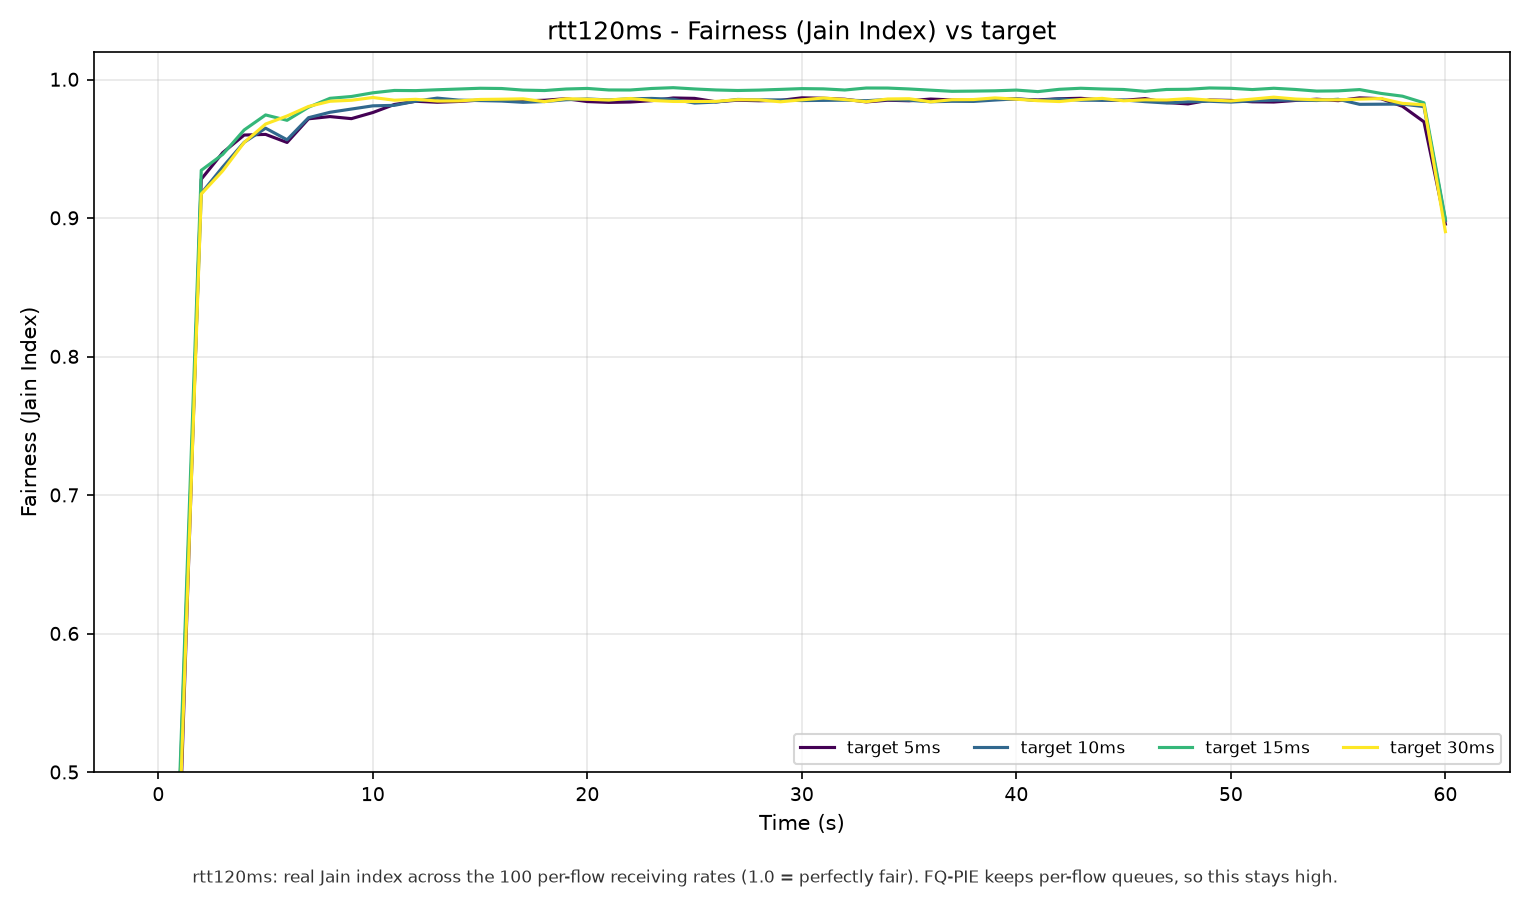 rtt120ms - Fairness (Jain Index) vs target
Fairness (Jain Index)
1.0
0.9
0.8
0.7
0.6
0.5
target 5ms
target 10ms
target 15ms
target 30ms
0
10
20
30
40
50
60
Time (s)
rtt120ms: real Jain index across the 100 per-flow receiving rates (1.0 = perfectly fair). FQ-PIE keeps per-flow queues, so this stays high.